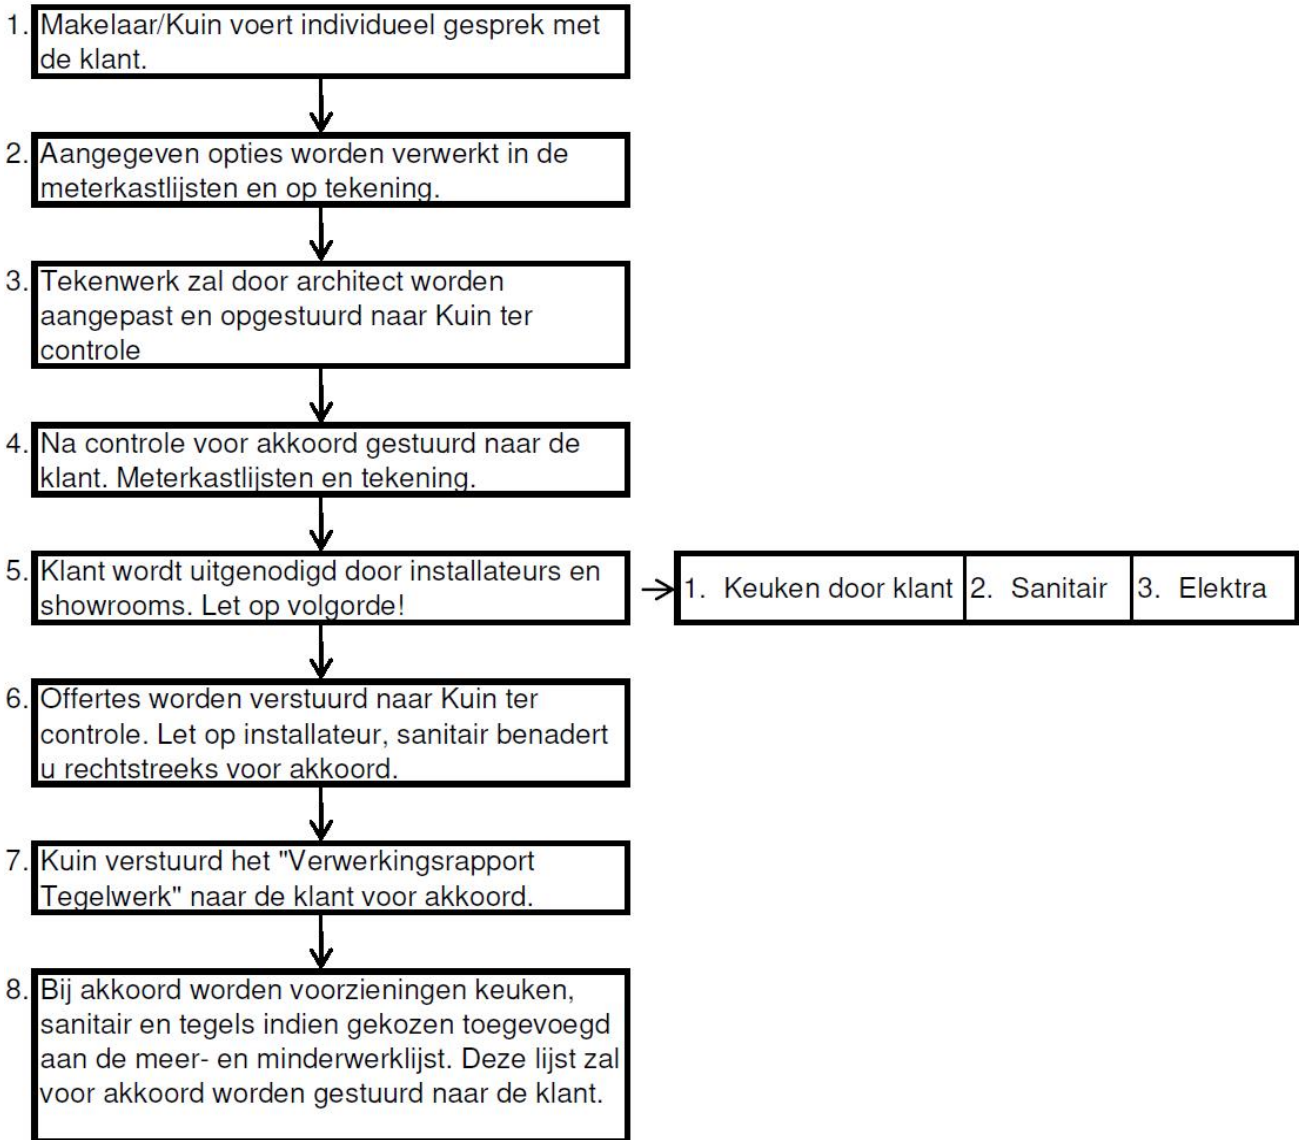 1. Makelaar/Kuin voert individueel gesprek met
de klant.
2. Aangegeven opties worden verwerkt in de
meterkastlijsten en op tekening.
3. Tekenwerk zal door architect worden
aangepast en opgestuurd naar Kuin ter
controle
4. Na controle voor akkoord gestuurd naar de
klant. Meterkastlijsten en tekening.
5. Klant wordt uitgenodigd door installateurs en
showrooms. Let op volgorde!
1. Keuken door klant 2. Sanitair 3. Elektra
6. Offertes worden verstuurd naar Kuin ter
controle. Let op installateur, sanitair benadert
u rechtstreeks voor akkoord.
7. Kuin verstuurd het "Verwerkingsrapport
Tegelwerk" naar de klant voor akkoord.
8. Bij akkoord worden voorzieningen keuken,
sanitair en tegels indien gekozen toegevoegd
aan de meer- en minderwerklijst. Deze lijst zal
voor akkoord worden gestuurd naar de klant.